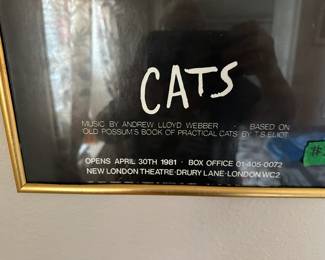 CATS
MUSIC BY ANDREW LLOYD WEBBER · BASED ON
OLD POSSUM'S BOOK OF PRACTICAL CATS BY T.S.ELIOT
OPENS APRIL 30TH 1981 · BOX OFFICE 01-405-0072
NEW LONDON THEATRE·DRURY LANE·LONDON WC2